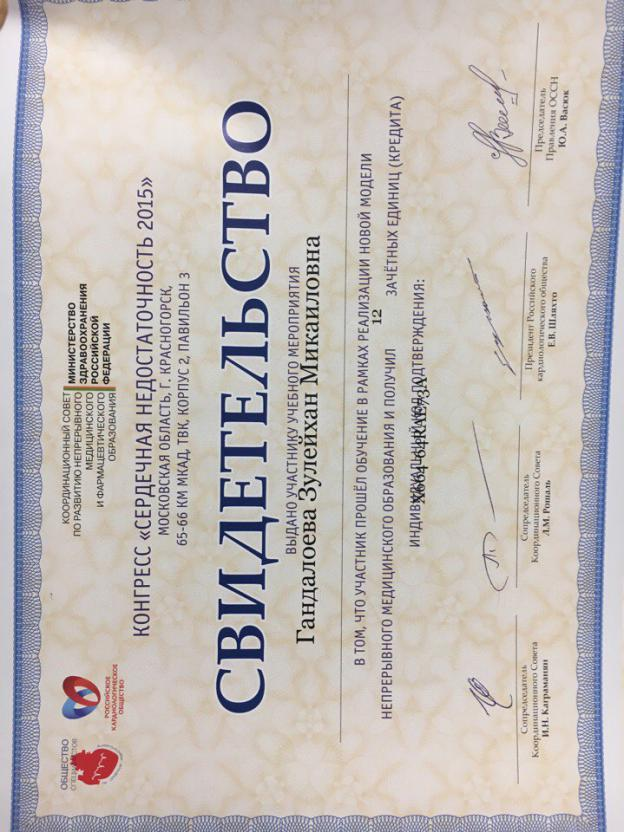 ОБЩЕСТВО
СПЕЦИАЛИСТОВ
РОССИЙСКОЕ
КАРДИОЛОГИЧЕСКОЕ
ОБЩЕСТВО
КООРДИНАЦИОННЫЙ СОВЕТ
ПО РАЗВИТИЮ НЕПРЕРЫВНОГО
МЕДИЦИНСКОГО
И ФАРМАЦЕВТИЧЕСКОГО
ОБРАЗОВАНИЯ
МИНИСТЕРСТВО
ЗДРАВООХРАНЕНИЯ
РОССИЙСКОЙ
ФЕДЕРАЦИИ
КОНГРЕСС «СЕРДЕЧНАЯ НЕДОСТАТОЧНОСТЬ 2015»
МОСКОВСКАЯ ОБЛАСТЬ, Г. КРАСНОГОРСК,
65-66 КМ МКАД, ТВК, КОРПУС 2, ПАВИЛЬОН 3
СВИДЕТЕЛЬСТВО
ВЫДАНО УЧАСТНИКУ УЧЕБНОГО МЕРОПРИЯТИЯ
Гандалоева Зулейхан Микаиловна
В ТОМ, ЧТО УЧАСТНИК ПРОШЁЛ ОБУЧЕНИЕ В РАМКАХ РЕАЛИЗАЦИИ НОВОЙ МОДЕЛИ
НЕПРЕРЫВНОГО МЕДИЦИНСКОГО ОБРАЗОВАНИЯ И ПОЛУЧИЛ 12 ЗАЧЁТНЫХ ЕДИНИЦ (КРЕДИТА)
ИНДИВИДУАЛЬНЫЙ КОД ПОДТВЕРЖДЕНИЯ:
Сопредседатель
Координационного Совета
И.Н. Каграманян
Сопредседатель
Координационного Совета
Л.М. Рошаль
Президент Российского
кардиологического общества
Е.В. Шляхто
Председатель
Правления ОССН
Ю.А. Васюк